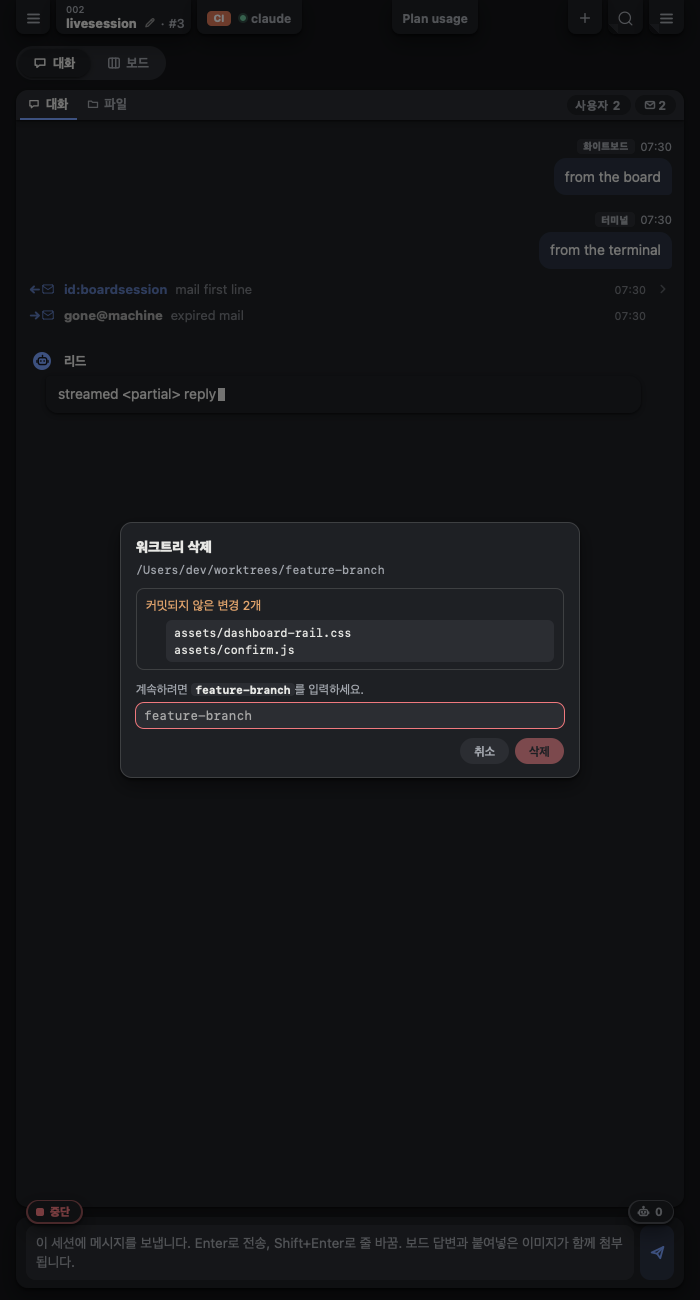 002
livesession · #3
CI claude
Plan usage
대화
보드
대화
파일
사용자 2
2
화이트보드 07:30
from the board
터미널 07:30
from the terminal
id:boardsession mail first line 07:30
gone@machine expired mail 07:30
리드
streamed <partial> reply
워크트리 삭제
/Users/dev/worktrees/feature-branch
커밋되지 않은 변경 2개
assets/dashboard-rail.css
assets/confirm.js
계속하려면 feature-branch 를 입력하세요.
feature-branch
취소
삭제
중단
0
이 세션에 메시지를 보냅니다. Enter로 전송, Shift+Enter로 줄 바꿈. 보드 답변과 붙여넣은 이미지가 함께 첨부
됩니다.